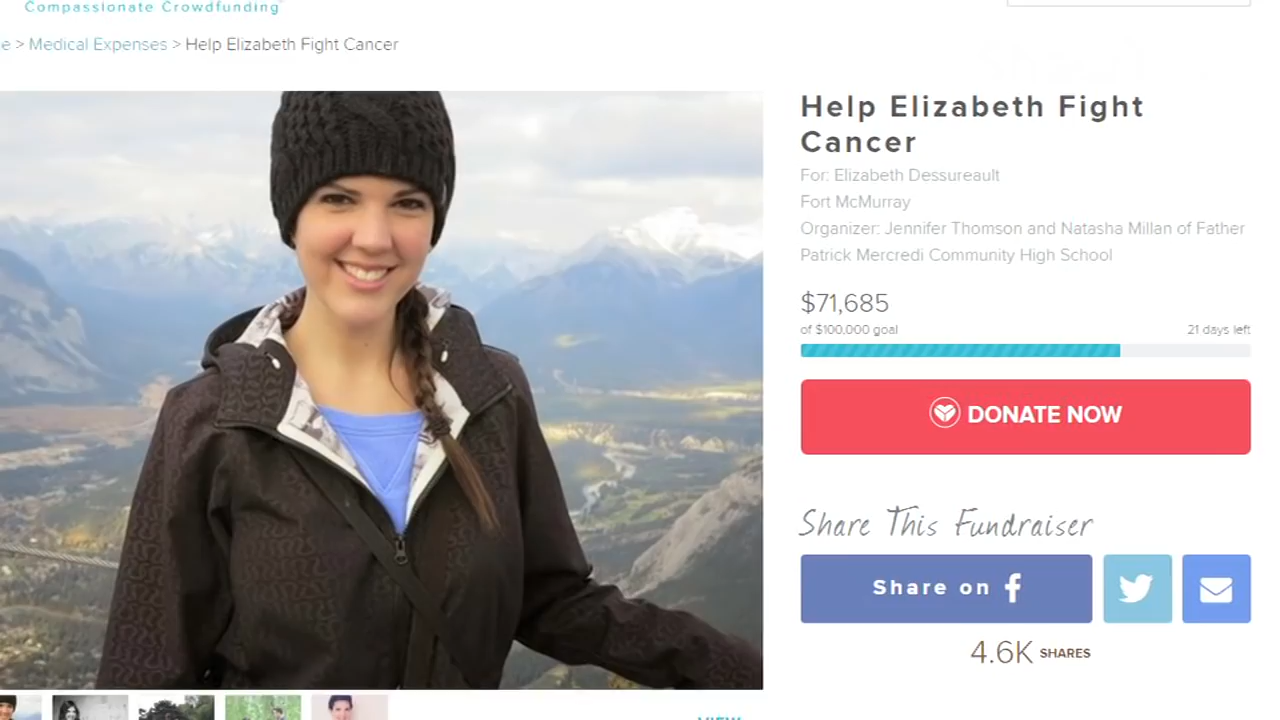 Compassionate Crowdfunding
e > Medical Expenses > Help Elizabeth Fight Cancer
Help Elizabeth Fight
Cancer
For: Elizabeth Dessureault
Fort McMurray
Organizer: Jennifer Thomson and Natasha Millan of Father
Patrick Mercredi Community High School
$71,685
of $100,000 goal
21 days left
DONATE NOW
Share This Fundraiser
Share on f
4.6K SHARES
VIEW